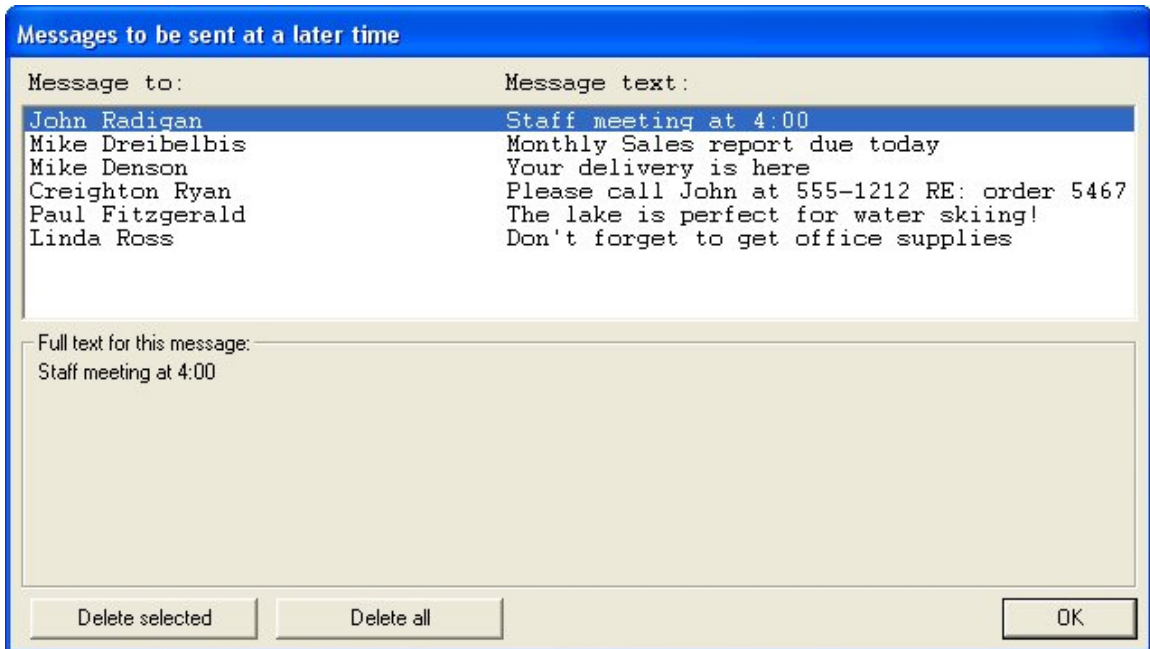 Messages to be sent at a later time
Message to: Message text:
John Radigan Staff meeting at 4:00
Mike Dreibelbis Monthly Sales report due today
Mike Denson Your delivery is here
Creighton Ryan Please call John at 555-1212 RE: order 5467
Paul Fitzgerald The lake is perfect for water skiing!
Linda Ross Don't forget to get office supplies
Full text for this message:
Staff meeting at 4:00
Delete selected Delete all OK